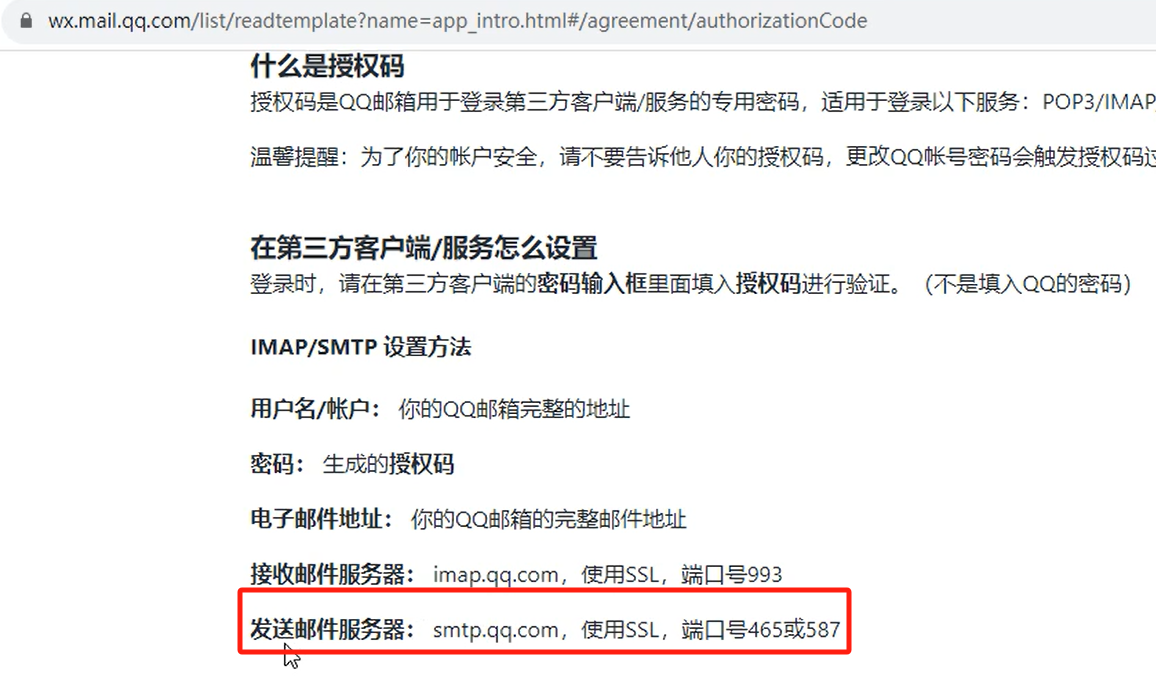 wx.mail.qq.com/list/readtemplate?name=app_intro.html#/agreement/authorizationCode
什么是授权码
授权码是QQ邮箱用于登录第三方客户端/服务的专用密码，适用于登录以下服务：POP3/IMAP/
温馨提醒：为了你的帐户安全，请不要告诉他人你的授权码，更改QQ帐号密码会触发授权码过
在第三方客户端/服务怎么设置
登录时，请在第三方客户端的密码输入框里面填入授权码进行验证。（不是填入QQ的密码）
IMAP/SMTP 设置方法
用户名/帐户： 你的QQ邮箱完整的地址
密码： 生成的授权码
电子邮件地址： 你的QQ邮箱的完整邮件地址
接收邮件服务器： imap.qq.com，使用SSL，端口号993
发送邮件服务器： smtp.qq.com，使用SSL，端口号465或587